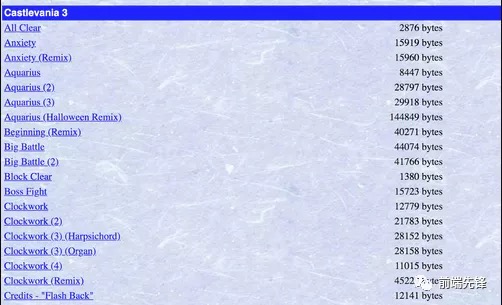 Castlevania 3
All Clear 2876 bytes
Anxiety 15919 bytes
Anxiety (Remix) 15960 bytes
Aquarius 8447 bytes
Aquarius (2) 28797 bytes
Aquarius (3) 29918 bytes
Aquarius (Halloween Remix) 144849 bytes
Beginning (Remix) 40271 bytes
Big Battle 44074 bytes
Big Battle (2) 41766 bytes
Block Clear 1380 bytes
Boss Fight 15723 bytes
Clockwork 12779 bytes
Clockwork (2) 21783 bytes
Clockwork (3) (Harpsichord) 28152 bytes
Clockwork (3) (Organ) 28158 bytes
Clockwork (4) 11015 bytes
Clockwork (Remix) bytes
前端先锋
Credits - "Flash Back" 12141 bytes